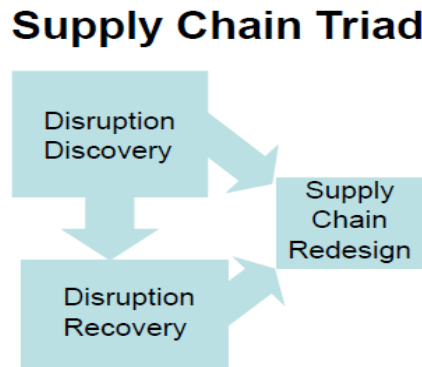 Supply Chain Triad
Disruption
Discovery
Supply
Chain
Redesign
Disruption
Recovery